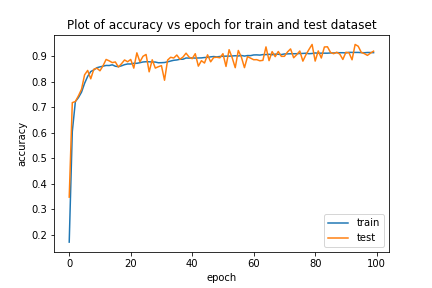 Plot of accuracy vs epoch for train and test dataset
accuracy
0.9
0.8
0.7
0.6
0.5
0.4
0.3
0.2
0 20 40 60 80 100
epoch
train
test